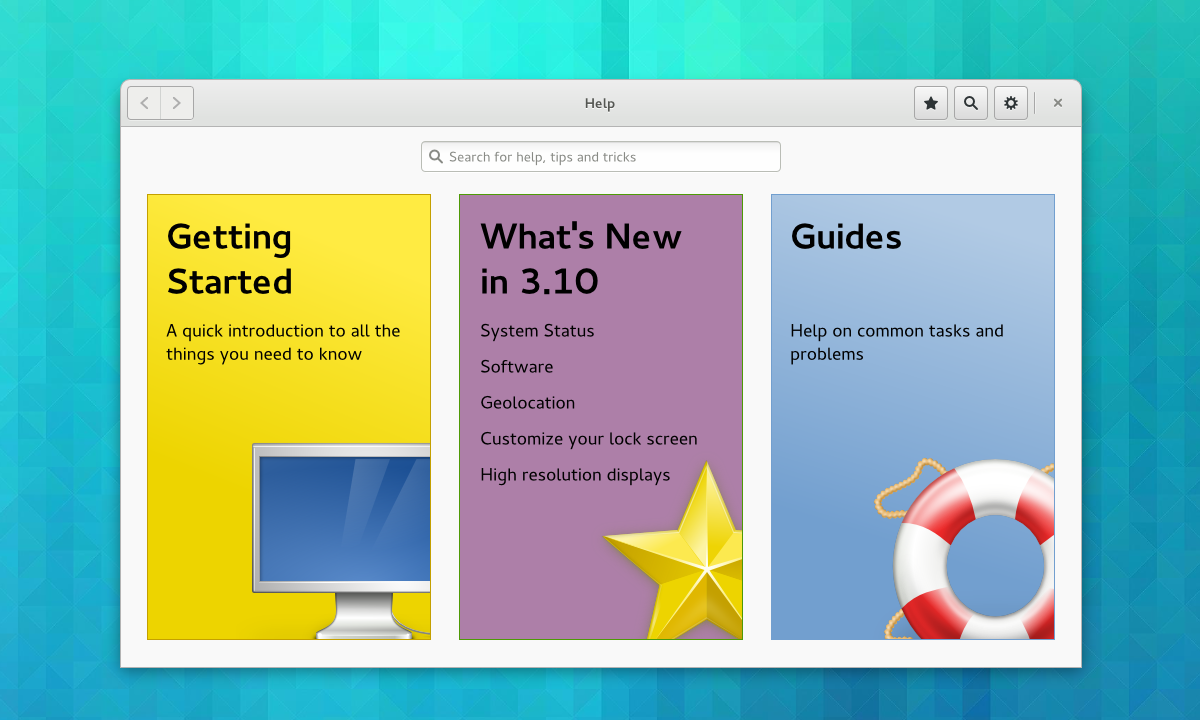 Help
Search for help, tips and tricks
Getting
Started
A quick introduction to all the
things you need to know
What's New
in 3.10
System Status
Software
Geolocation
Customize your lock screen
High resolution displays
Guides
Help on common tasks and
problems